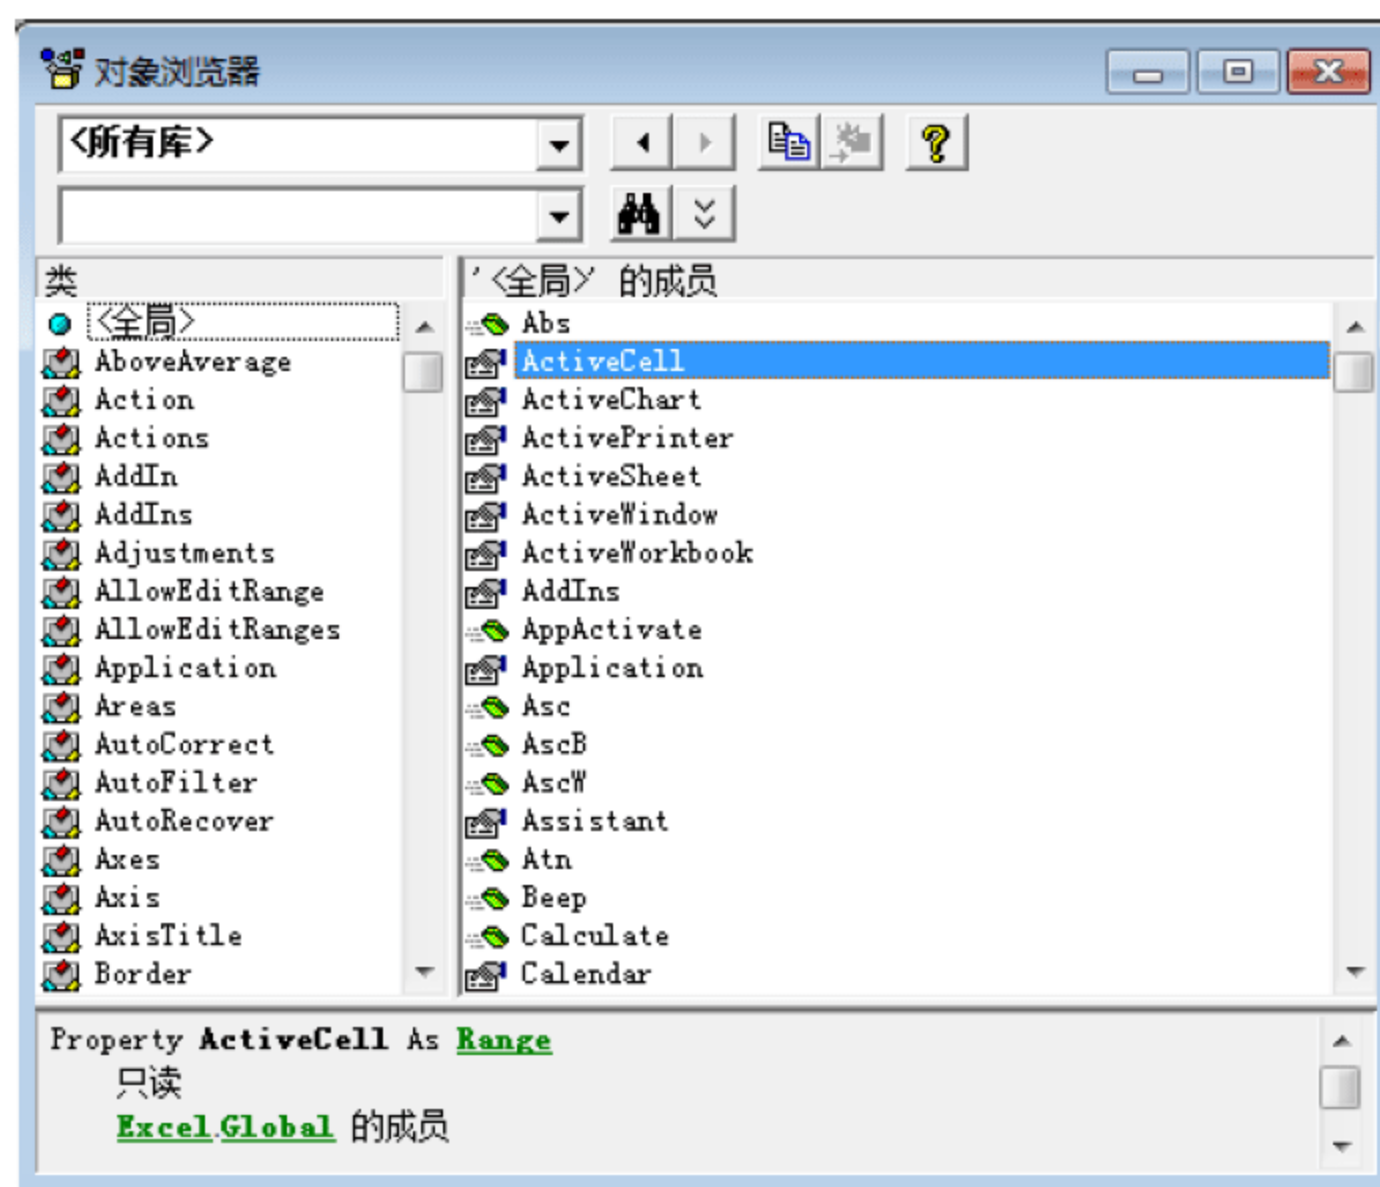 对象浏览器
<所有库>
类
'<全局>' 的成员
<全局>
AboveAverage
Action
Actions
AddIn
AddIns
Adjustments
AllowEditRange
AllowEditRanges
Application
Areas
AutoCorrect
AutoFilter
AutoRecover
Axes
Axis
AxisTitle
Border
Abs
ActiveCell
ActiveChart
ActivePrinter
ActiveSheet
ActiveWindow
ActiveWorkbook
AddIns
AppActivate
Application
Asc
AscB
AscW
Assistant
Atn
Beep
Calculate
Calendar
Property ActiveCell As Range
只读
Excel.Global 的成员